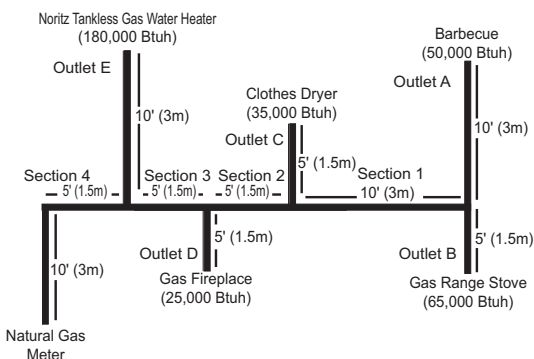 Noritz Tankless Gas Water Heater
(180,000 Btuh)
Outlet E
10' (3m)
Barbecue
(50,000 Btuh)
Outlet A
10' (3m)
Clothes Dryer
(35,000 Btuh)
Outlet C
5' (1.5m)
Section 4
5' (1.5m)
Section 3
5' (1.5m)
Section 2
5' (1.5m)
Section 1
10' (3m)
10' (3m)
Natural Gas
Meter
Outlet D
5' (1.5m)
Gas Fireplace
(25,000 Btuh)
Outlet B
5' (1.5m)
Gas Range Stove
(65,000 Btuh)